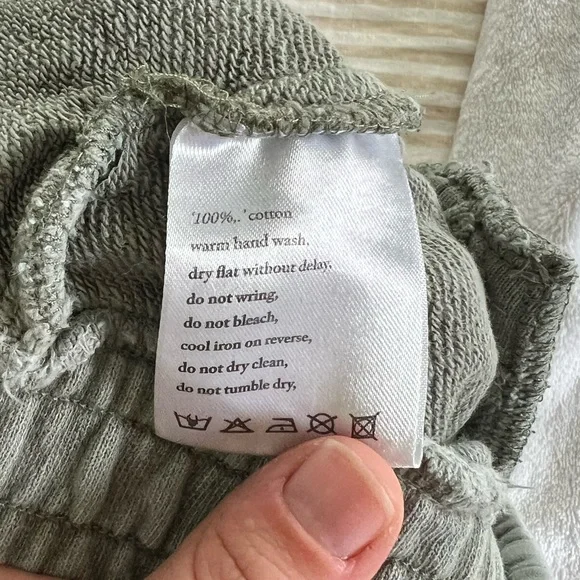 '100%,.' cotton
warm hand wash,
dry flat without delay,
do not wring,
do not bleach,
cool iron on reverse,
do not dry clean,
do not tumble dry,